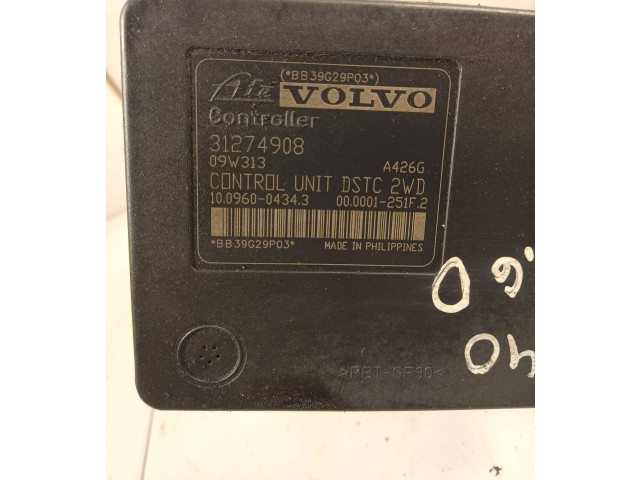 (*BB39G29P03*)
Ate VOLVO
Controller
31274908
09W313 A426G
CONTROL UNIT DSTC 2WD
10.0960-0434.3 00.0001-251F.2
*BB39G29P03* MADE IN PHILIPPINES
>PBT-GF90<